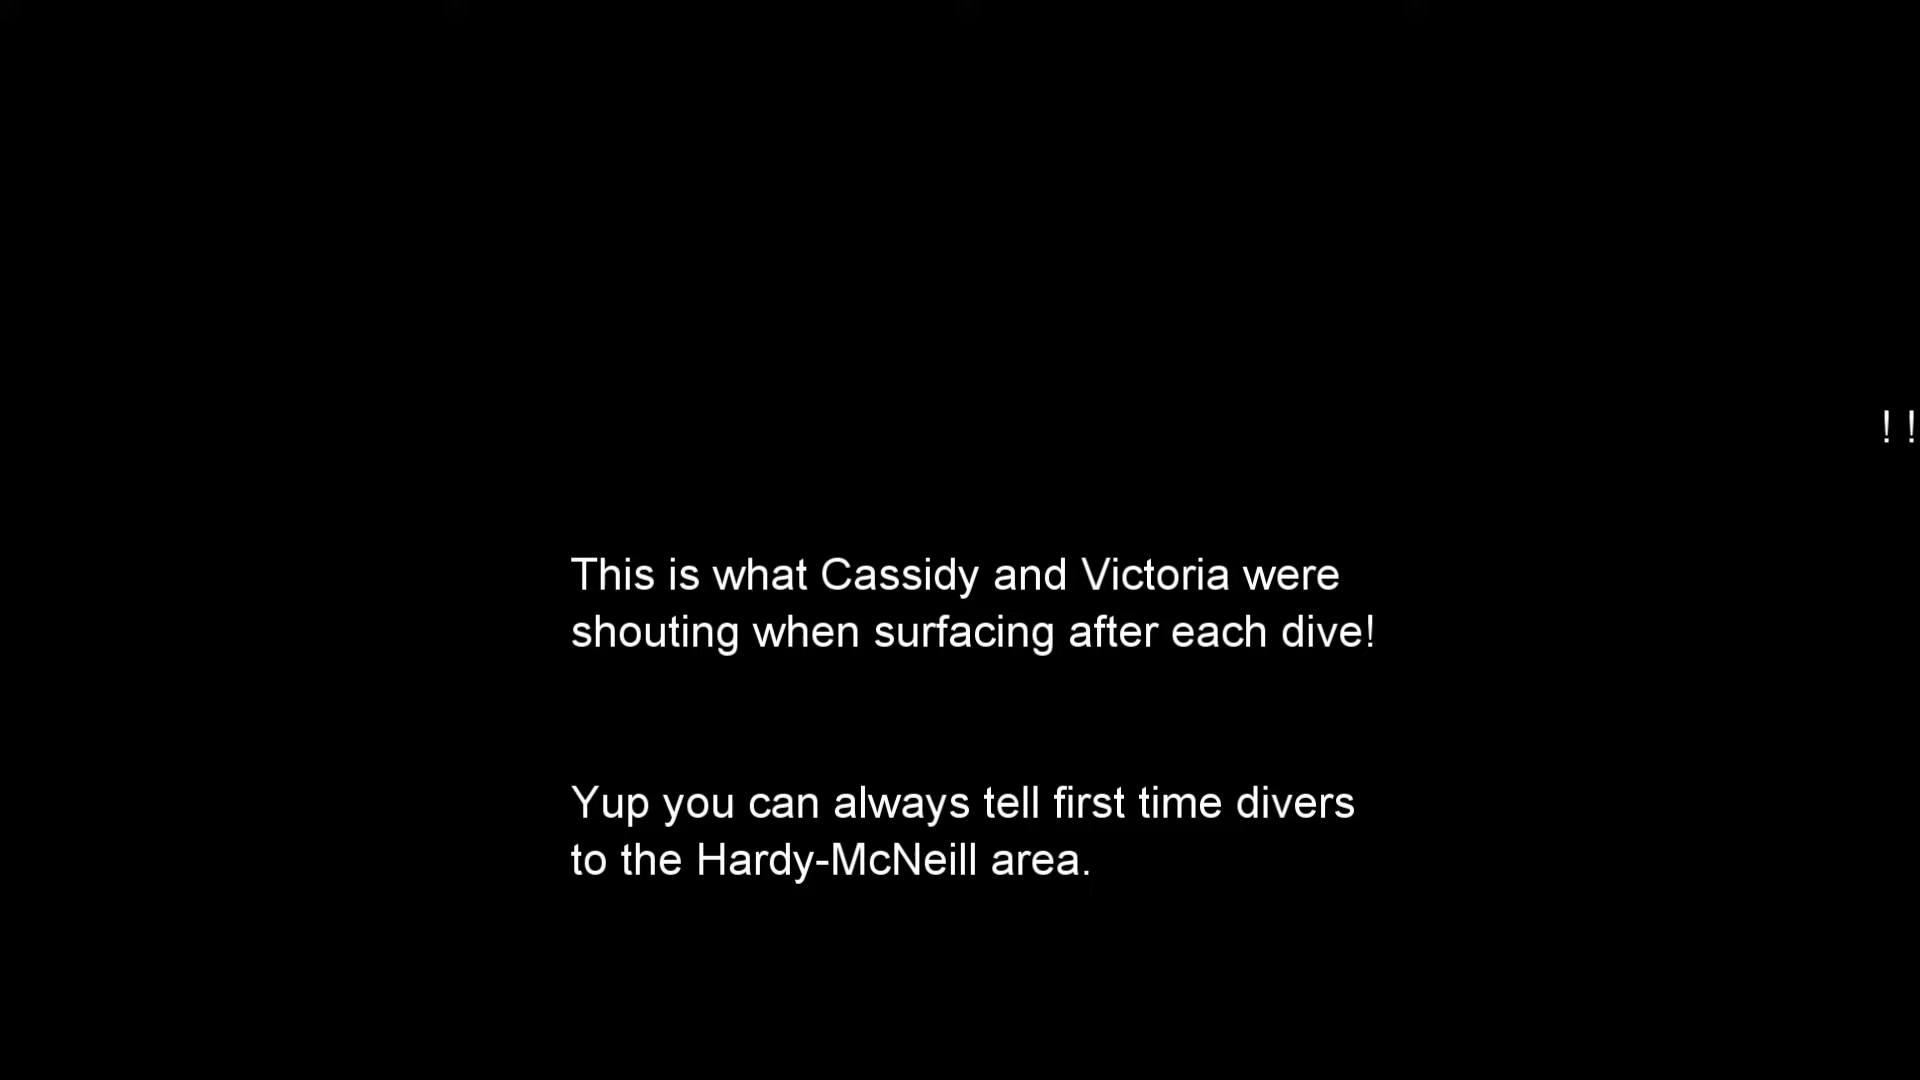 ! !
This is what Cassidy and Victoria were
shouting when surfacing after each dive!
Yup you can always tell first time divers
to the Hardy-McNeill area.